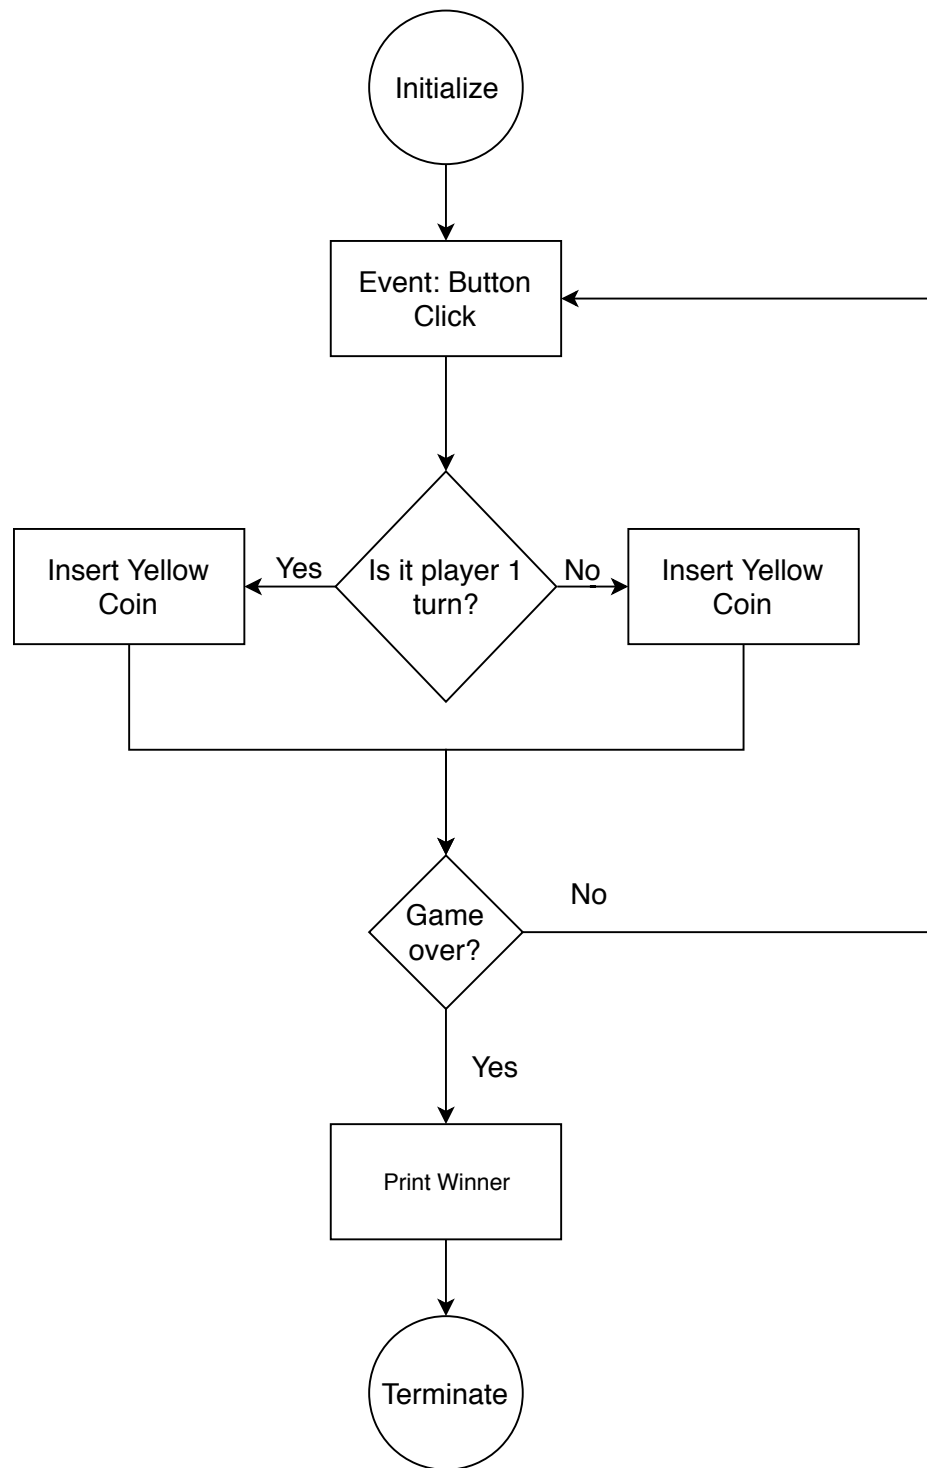 Initialize
Event: Button
Click
Yes
No
Insert Yellow
Coin
Is it player 1
turn?
Insert Yellow
Coin
Game
over?
No
Yes
Print Winner
Terminate